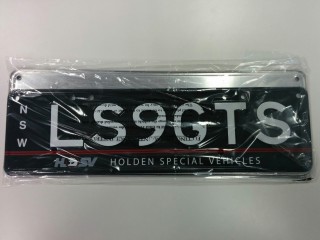 NSW
LS9GTS
HSV HOLDEN SPECIAL VEHICLES